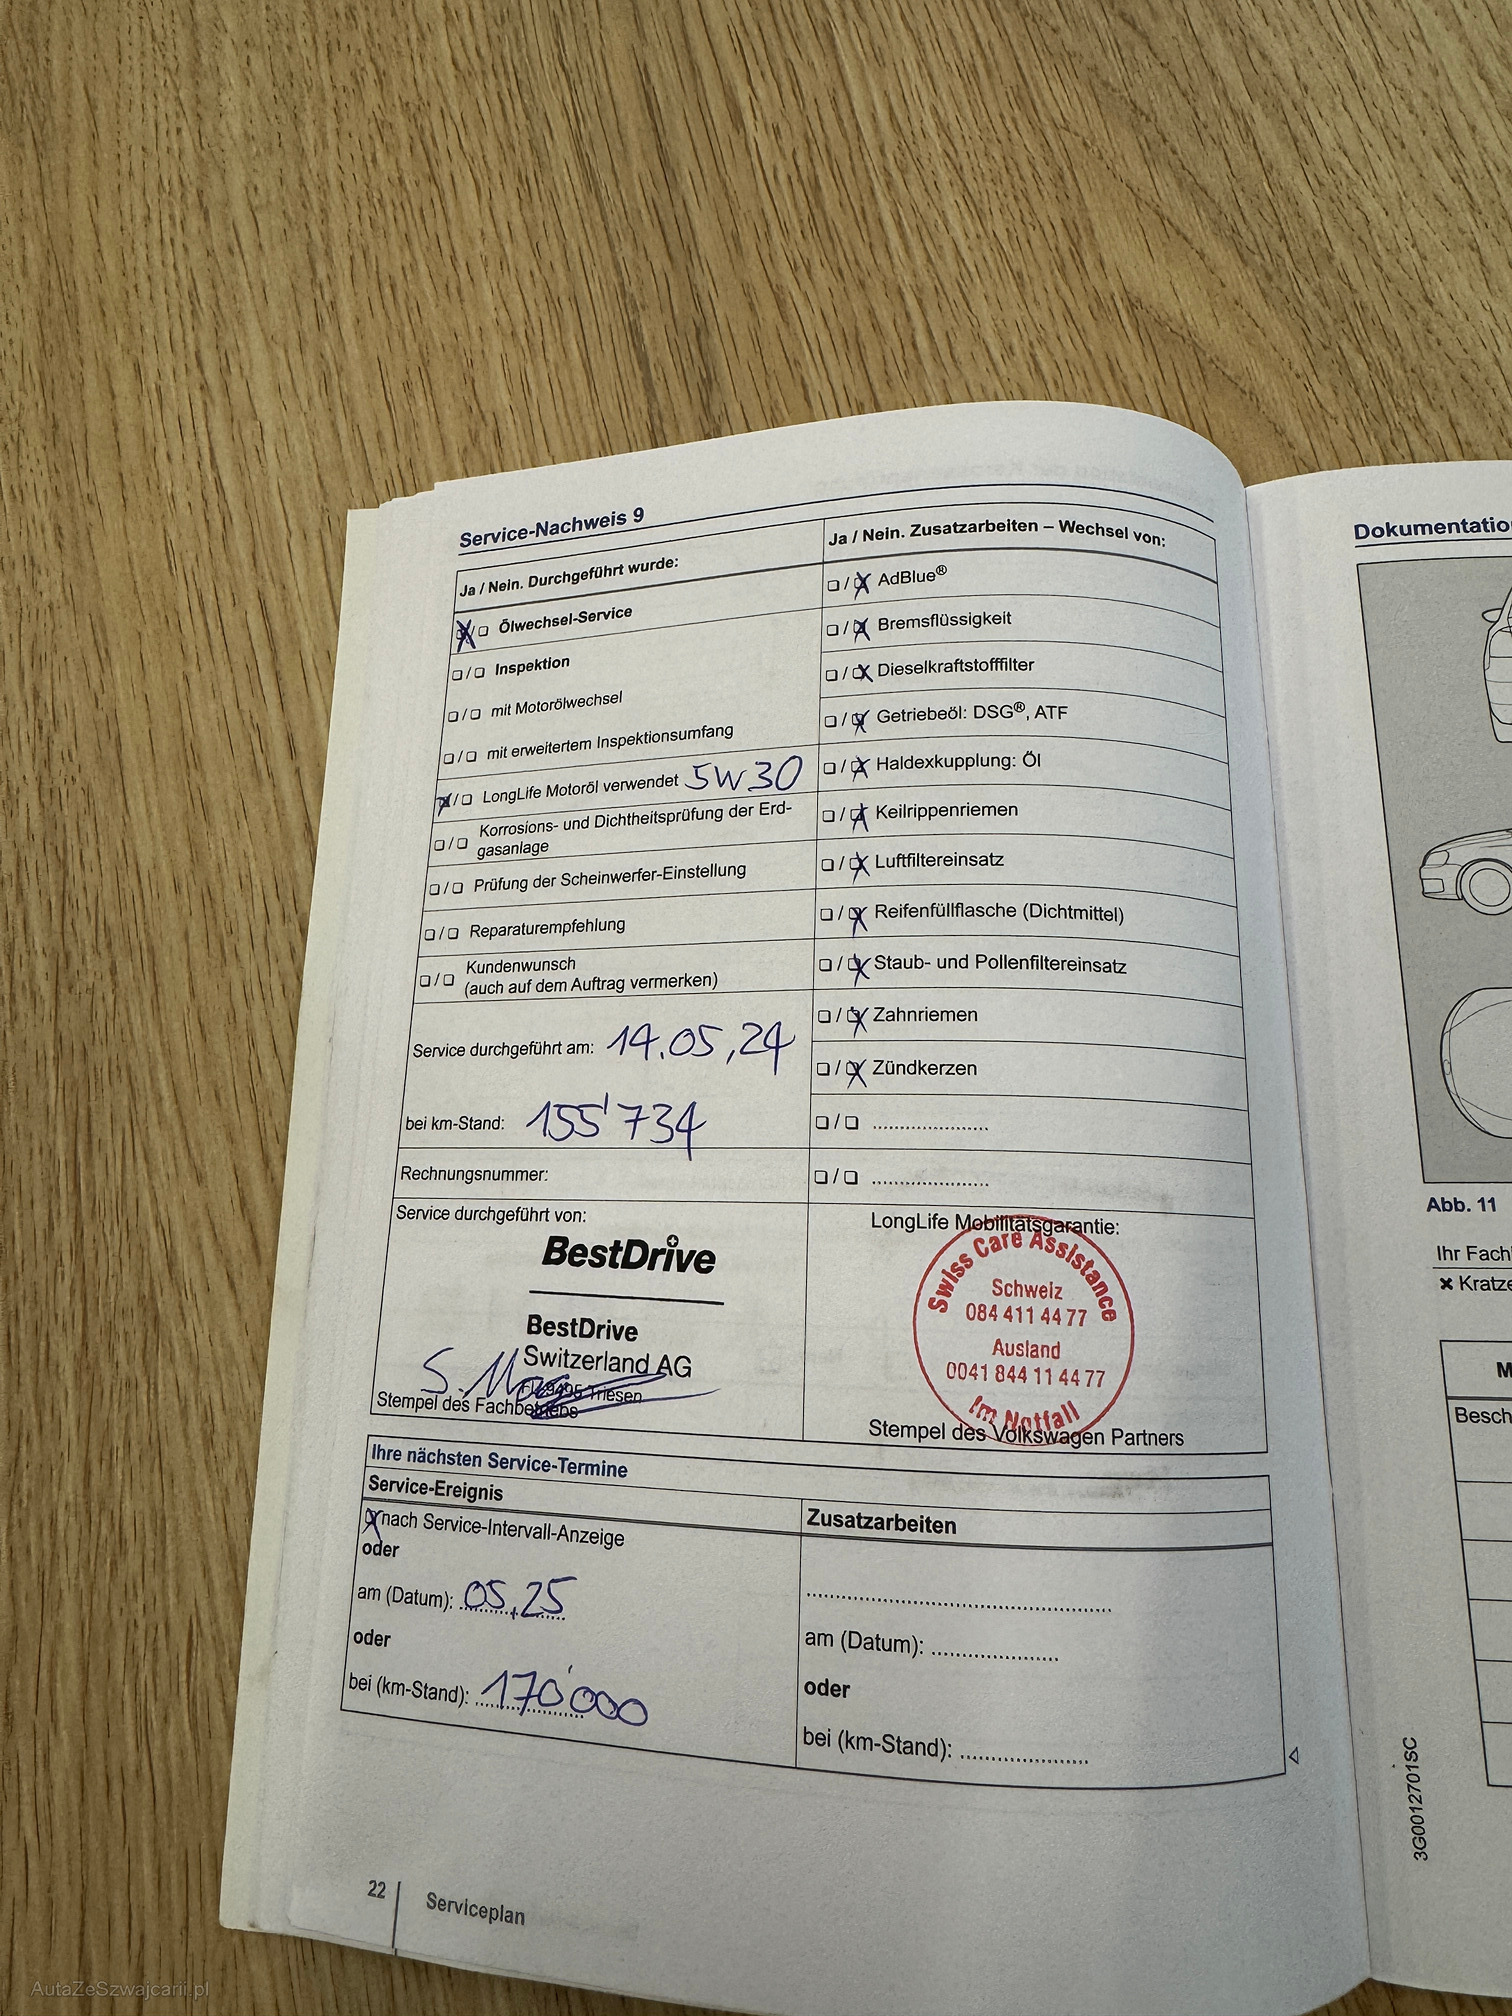 Service-Nachweis 9
Ja / Nein. Durchgeführt wurde:
❏ / ❏ Ölwechsel-Service
❏ / ❏ Inspektion
❏ / ❏ mit Motorölwechsel
❏ / ❏ mit erweitertem Inspektionsumfang
❏ / ❏ LongLife Motoröl verwendet 5W30
❏ / ❏ Korrosions- und Dichtheitsprüfung der Erd-
gasanlage
❏ / ❏ Prüfung der Scheinwerfer-Einstellung
❏ / ❏ Reparaturempfehlung
❏ / ❏ Kundenwunsch
(auch auf dem Auftrag vermerken)
Service durchgeführt am: 14.05,24
bei km-Stand: 155'734
Rechnungsnummer:
Service durchgeführt von:
BestDrive
BestDrive
Switzerland AG
Triesen
Stempel des Fachbetriebs
Ja / Nein. Zusatzarbeiten – Wechsel von:
❏ / ❏ AdBlue®
❏ / ❏ Bremsflüssigkeit
❏ / ❏ Dieselkraftstofffilter
❏ / ❏ Getriebeöl: DSG®, ATF
❏ / ❏ Haldexkupplung: Öl
❏ / ❏ Keilrippenriemen
❏ / ❏ Luftfiltereinsatz
❏ / ❏ Reifenfüllflasche (Dichtmittel)
❏ / ❏ Staub- und Pollenfiltereinsatz
❏ / ❏ Zahnriemen
❏ / ❏ Zündkerzen
❏ / ❏ ........................
❏ / ❏ ........................
LongLife Mobilitätsgarantie:
Swiss Care Assistance
Schweiz
084 411 44 77
Ausland
0041 844 11 44 77
Im Notfall
Stempel des Volkswagen Partners
Ihre nächsten Service-Termine
Service-Ereignis
❏ nach Service-Intervall-Anzeige
oder
am (Datum): 05,25
oder
bei (km-Stand): 170'000
Zusatzarbeiten
................................................
am (Datum): ........................
oder
bei (km-Stand): ........................
22
Serviceplan
Dokumentatio
Abb. 11
Ihr Fach
✖ Kratze
M
Besch
3G0012701SC
AutaZeSzwajcarii.pl